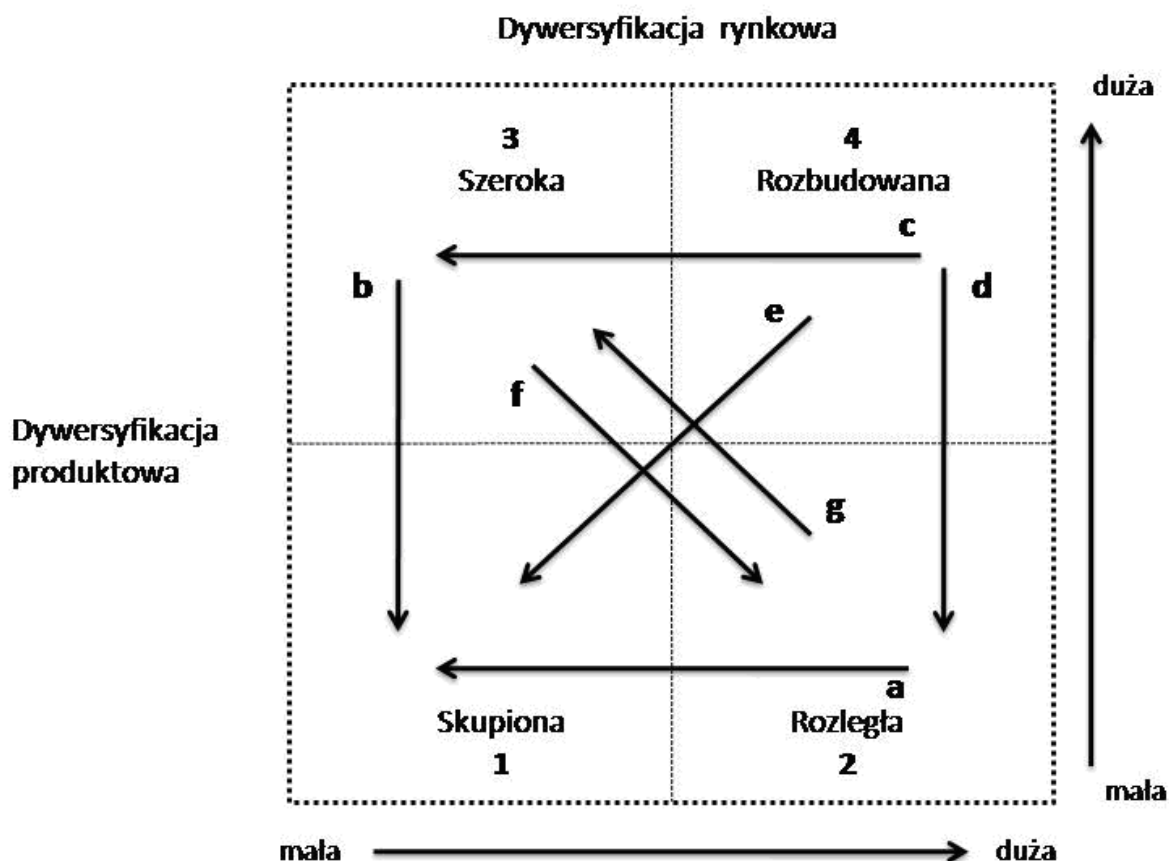 Dywersyfikacja rynkowa
duża
3
Szeroka
4
Rozbudowana
c
b
d
e
f
Dywersyfikacja
produktowa
g
a
Skupiona
1
Rozległa
2
mała
mała
duża